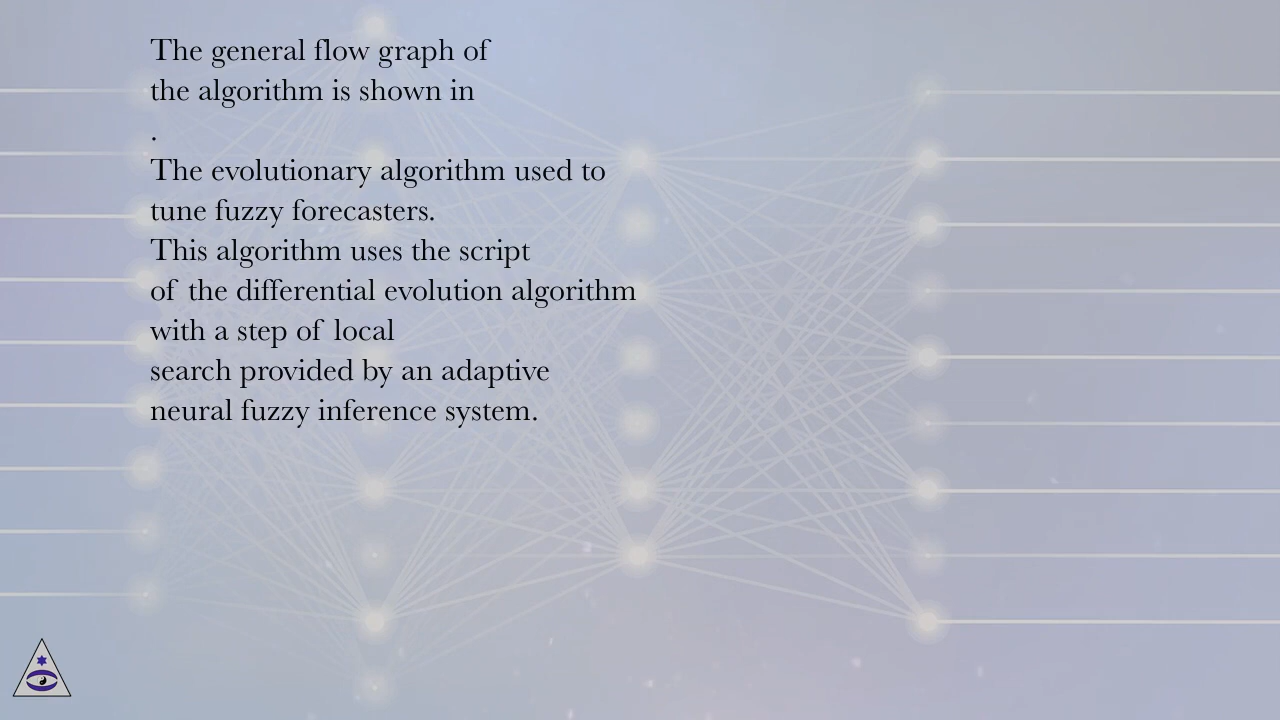 The general flow graph of
the algorithm is shown in
.
The evolutionary algorithm used to
tune fuzzy forecasters.
This algorithm uses the script
of the differential evolution algorithm
with a step of local
search provided by an adaptive
neural fuzzy inference system.